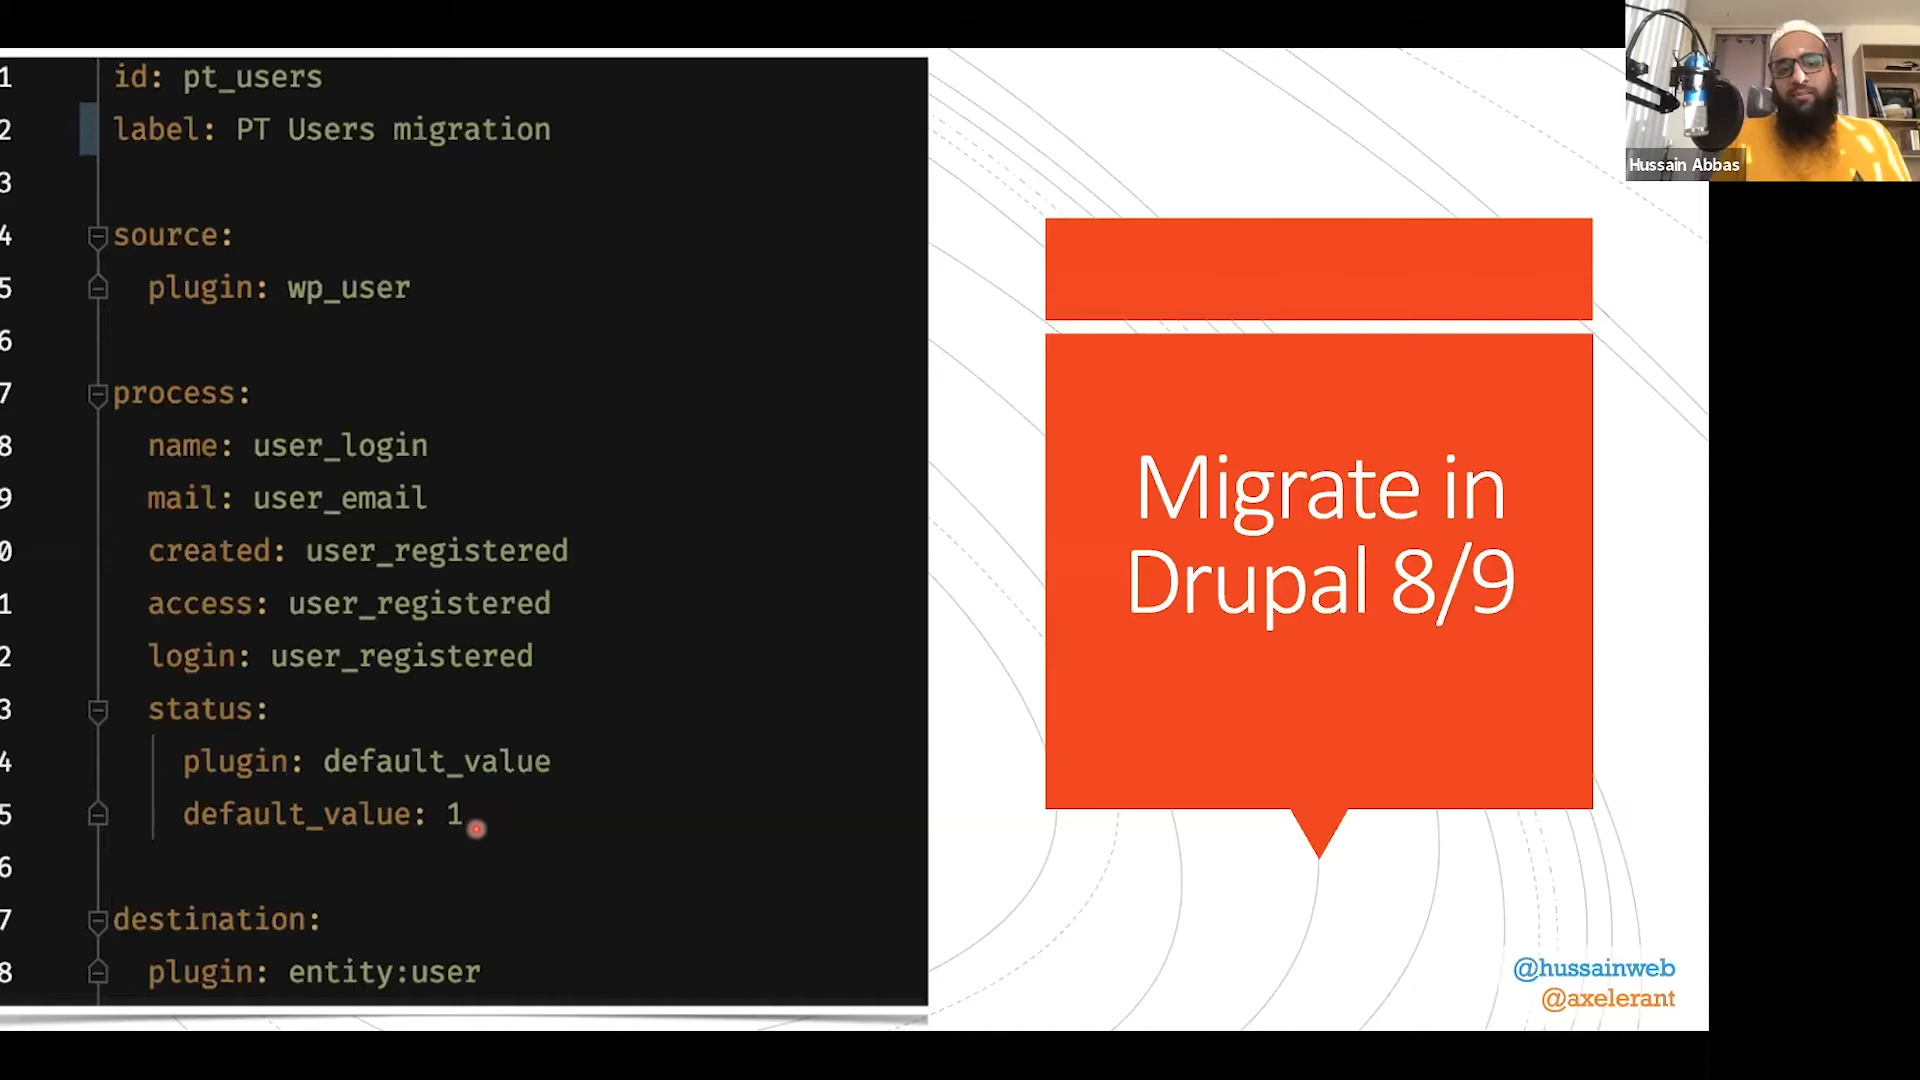 1 id: pt_users
2 label: PT Users migration
3
4 source:
5 plugin: wp_user
6
7 process:
8 name: user_login
9 mail: user_email
0 created: user_registered
1 access: user_registered
2 login: user_registered
3 status:
4 plugin: default_value
5 default_value: 1
6
7 destination:
8 plugin: entity:user
Migrate in
Drupal 8/9
@hussainweb
@axelerant
Hussain Abbas